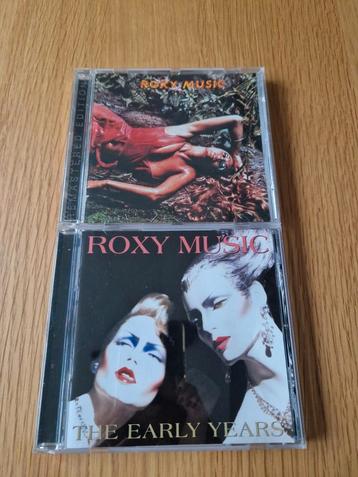 ROXY MUSIC
REMASTERED EDITION
ROXY MUSIC
THE EARLY YEARS